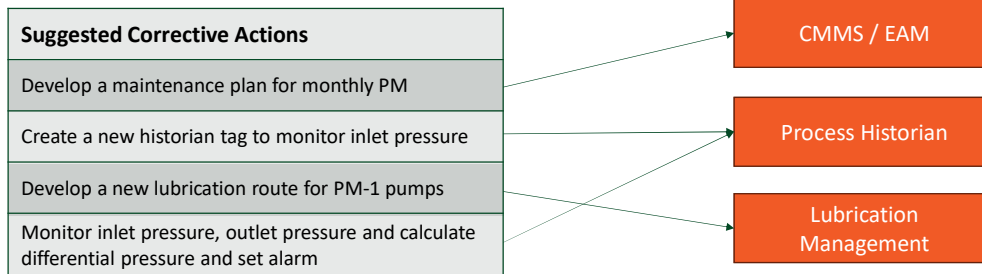 Suggested Corrective Actions
Develop a maintenance plan for monthly PM
Create a new historian tag to monitor inlet pressure
Develop a new lubrication route for PM-1 pumps
Monitor inlet pressure, outlet pressure and calculate
differential pressure and set alarm
CMMS / EAM
Process Historian
Lubrication
Management